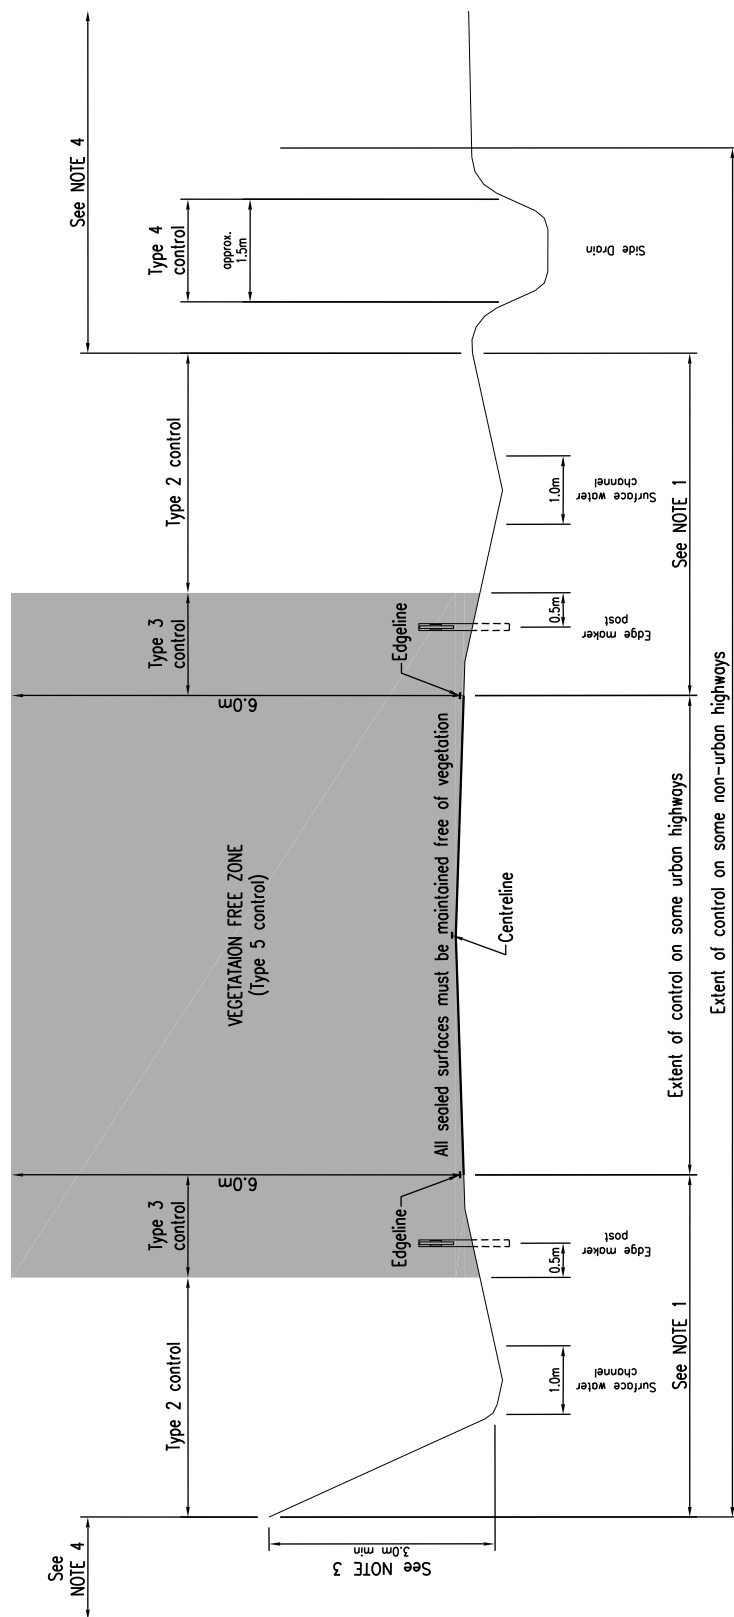 See
NOTE 4
Type 2 control
Type 3
control
VEGETATAION FREE ZONE
(Type 5 control)
Type 3
control
Type 2 control
Type 4
control
See NOTE 4
approx.
1.5m
6.0m
6.0m
See NOTE 3
3.0m min
Edgeline
All sealed surfaces must be maintained free of vegetation
Edgeline
Centreline
1.0m
Surface water
channel
0.5m
Edge maker
post
0.5m
Edge maker
post
1.0m
Surface water
channel
Side Drain
See NOTE 1
Extent of control on some urban highways
See NOTE 1
Extent of control on some non-urban highways